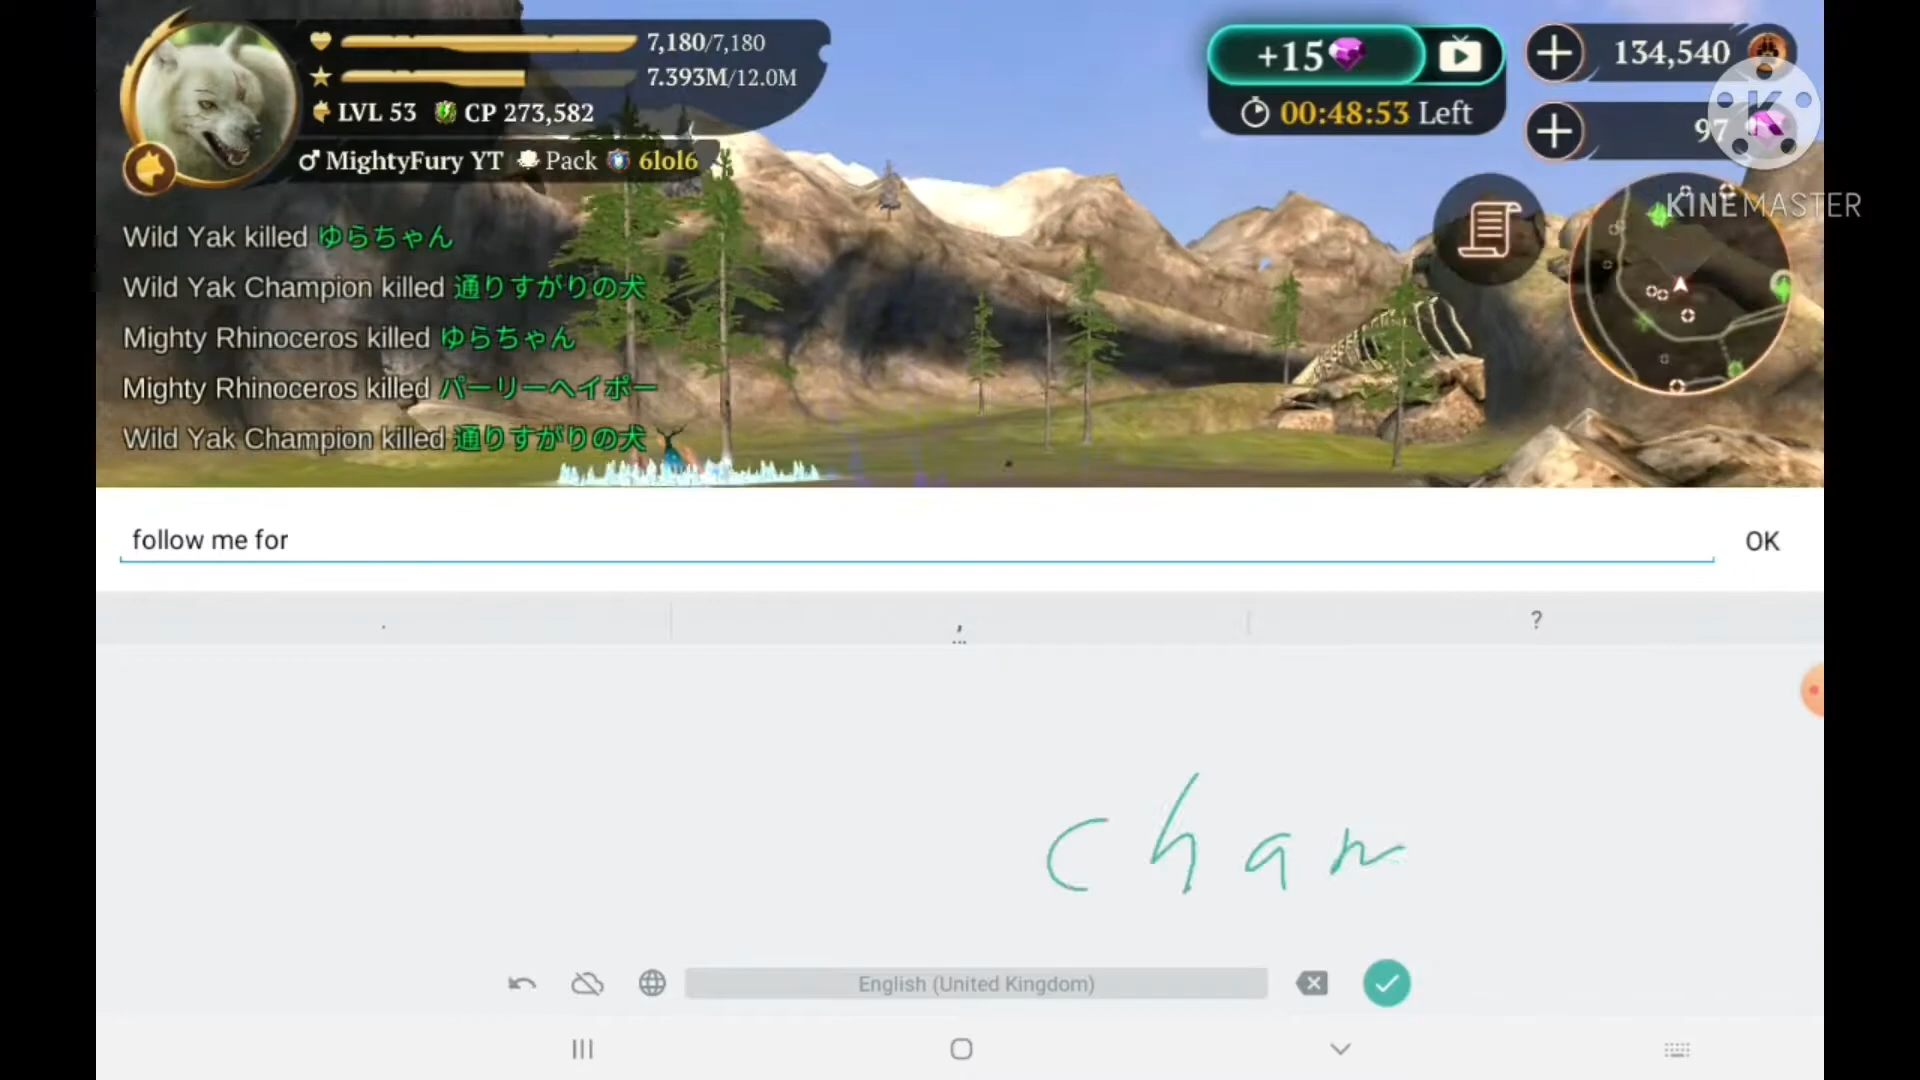 7,180/7,180
7.393M/12.0M
LVL 53 CP 273,582
MightyFury YT Pack 6lol6
+15
00:48:53 Left
134,540
97
K
KINEMASTER
Wild Yak killed ゆらちゃん
Wild Yak Champion killed 通りすがりの犬
Mighty Rhinoceros killed ゆらちゃん
Mighty Rhinoceros killed パーリーヘイポー
Wild Yak Champion killed 通りすがりの犬
follow me for
OK
. , ?
chan
English (United Kingdom)